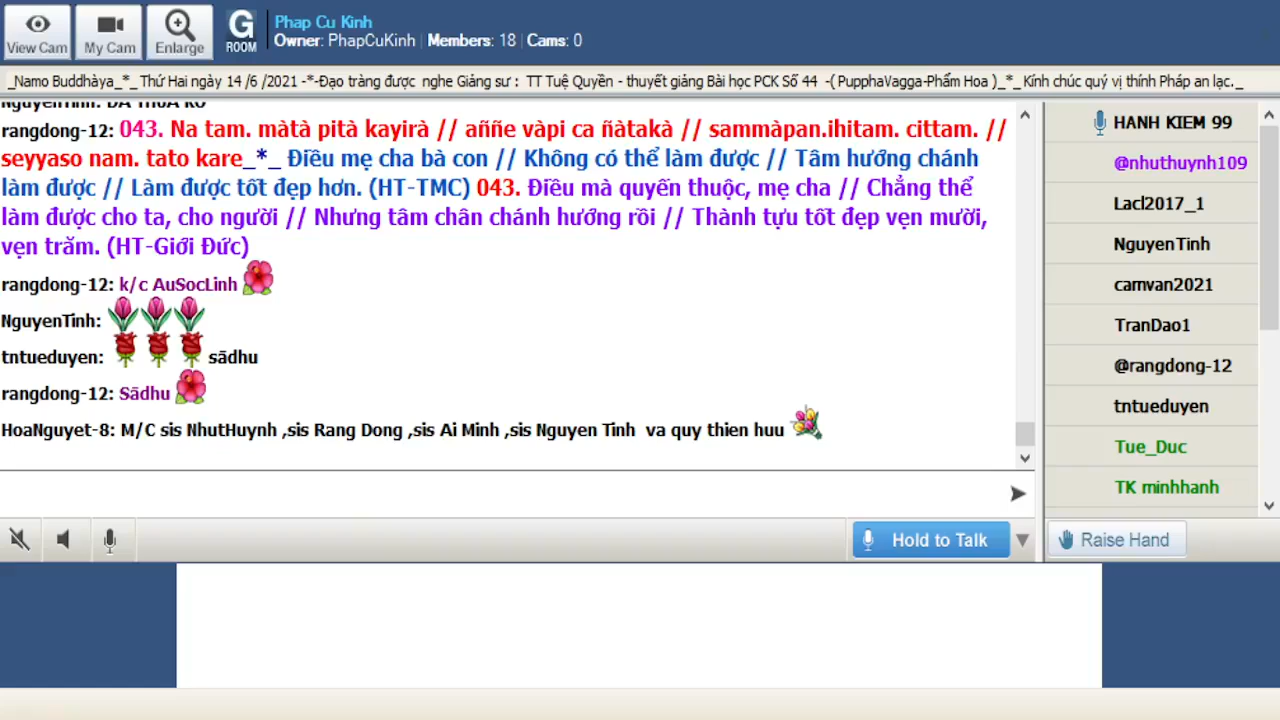 View Cam
My Cam
Enlarge
G
ROOM
Phap Cu Kinh
Owner: PhapCuKinh | Members: 18 | Cams: 0
_Namo Buddhàya_*_ Thứ Hai ngày 14 /6 /2021 -*-Đạo tràng được nghe Giảng sư : TT Tuệ Quyền - thuyết giảng Bài học PCK Số 44 -( PupphaVagga-Phẩm Hoa )_*_ Kính chúc quý vị thính Pháp an lạc._
rangdong-12: 043. Na tam. màtà pità kayirà // aññe vàpi ca ñàtakà // sammàpan.ihitam. cittam. //
seyyaso nam. tato kare_*_ Điều mẹ cha bà con // Không có thể làm được // Tâm hướng chánh
làm được // Làm được tốt đẹp hơn. (HT-TMC) 043. Điều mà quyến thuộc, mẹ cha // Chẳng thể
làm được cho ta, cho người // Nhưng tâm chân chánh hướng rồi // Thành tựu tốt đẹp vẹn mười,
vẹn trăm. (HT-Giới Đức)
rangdong-12: k/c AuSocLinh
NguyenTinh:
tntueduyen: sādhu
rangdong-12: Sādhu
HoaNguyet-8: M/C sis NhutHuynh ,sis Rang Dong ,sis Ai Minh ,sis Nguyen Tinh va quy thien huu
Hold to Talk
HANH KIEM 99
@nhuthuynh109
Lacl2017_1
NguyenTinh
camvan2021
TranDao1
@rangdong-12
tntueduyen
Tue_Duc
TK minhhanh
Raise Hand